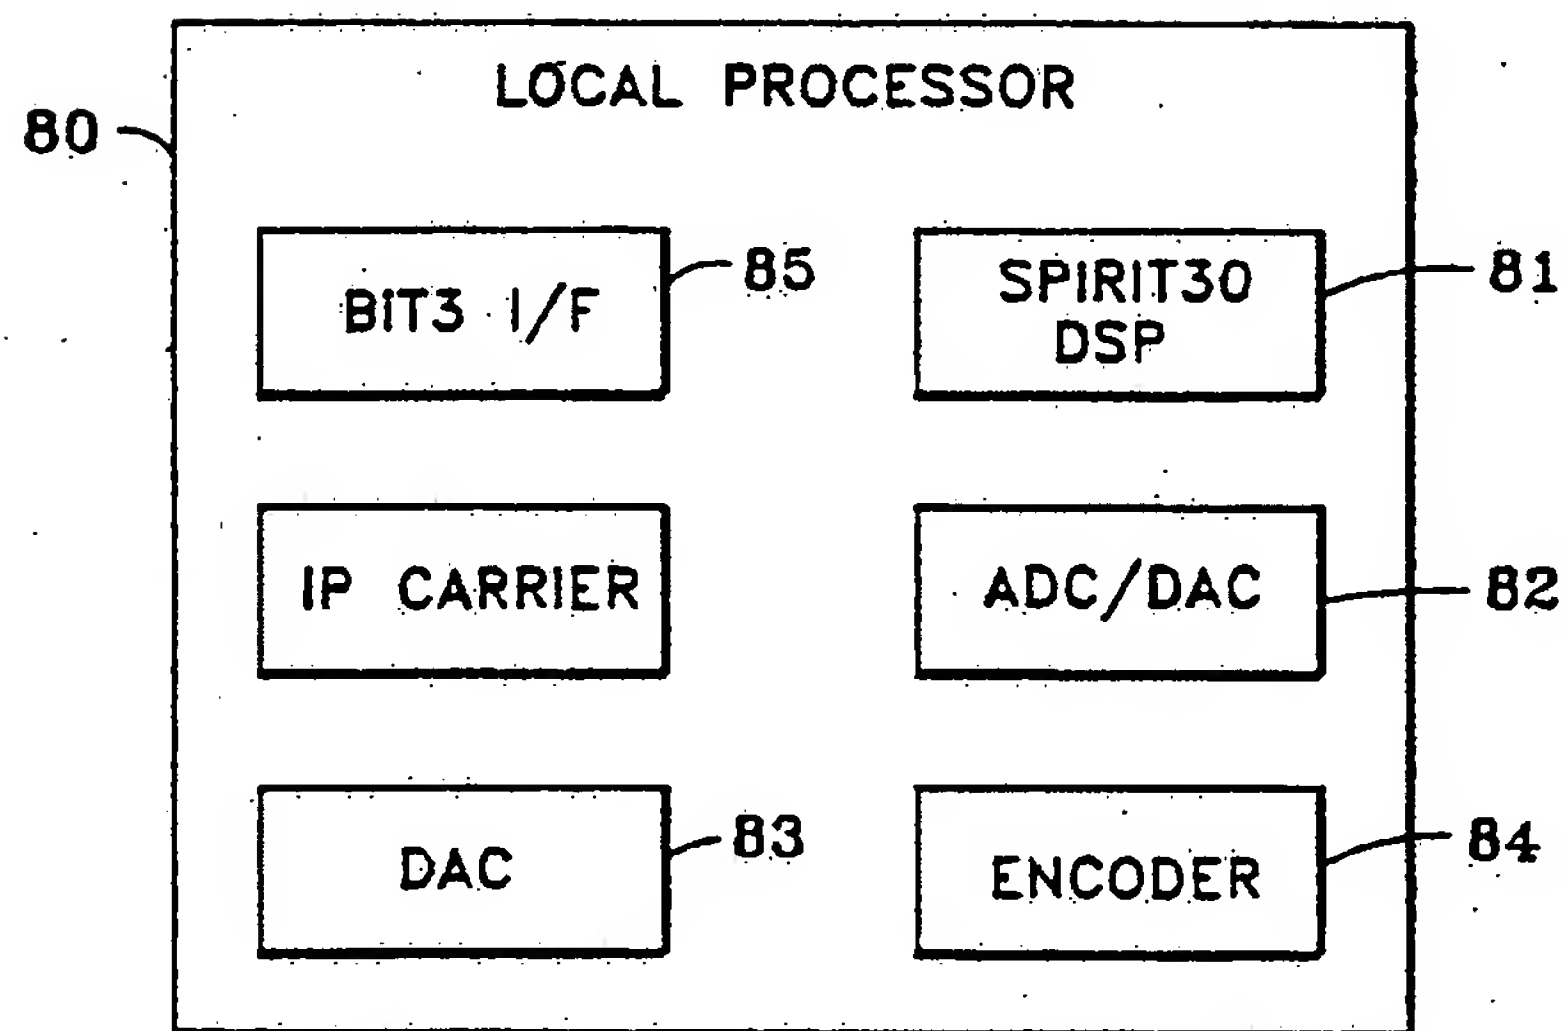 LOCAL PROCESSOR
80
BIT3 I/F
85
SPIRIT30
DSP
81
IP CARRIER
ADC/DAC
82
DAC
83
ENCODER
84